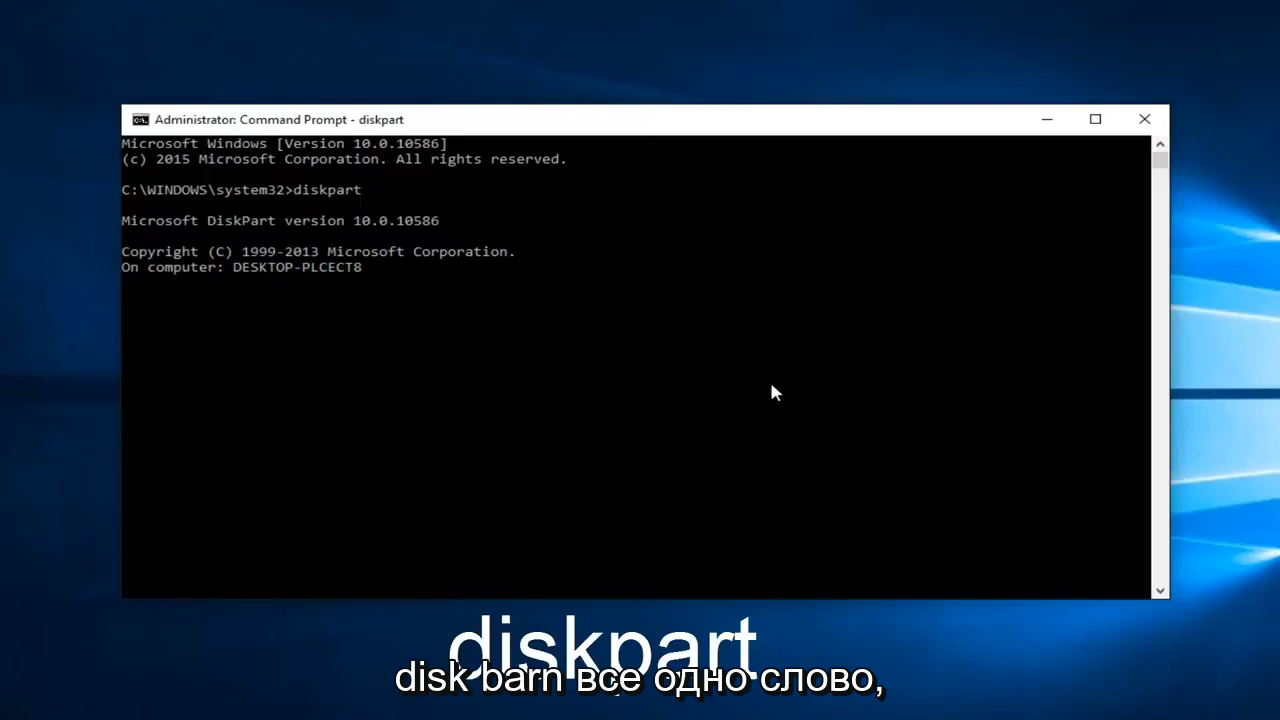 Administrator: Command Prompt - diskpart
Microsoft Windows [Version 10.0.10586]
(c) 2015 Microsoft Corporation. All rights reserved.
C:\WINDOWS\system32>diskpart
Microsoft DiskPart version 10.0.10586
Copyright (C) 1999-2013 Microsoft Corporation.
On computer: DESKTOP-PLCECT8
diskpart
disk barn все одно слово,